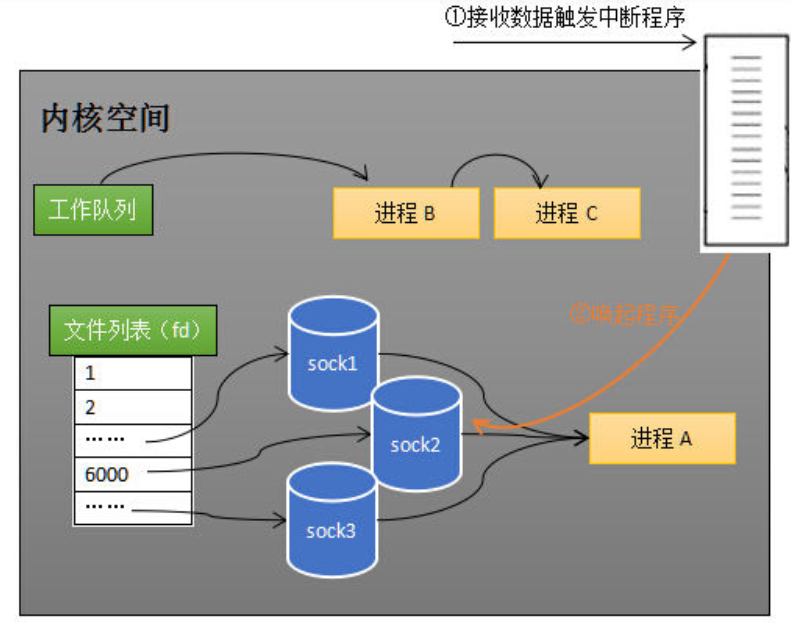 ①接收数据触发中断程序
内核空间
工作队列
进程 B
进程 C
②唤起程序
文件列表（fd）
1
2
……
6000
……
sock1
sock2
sock3
进程 A